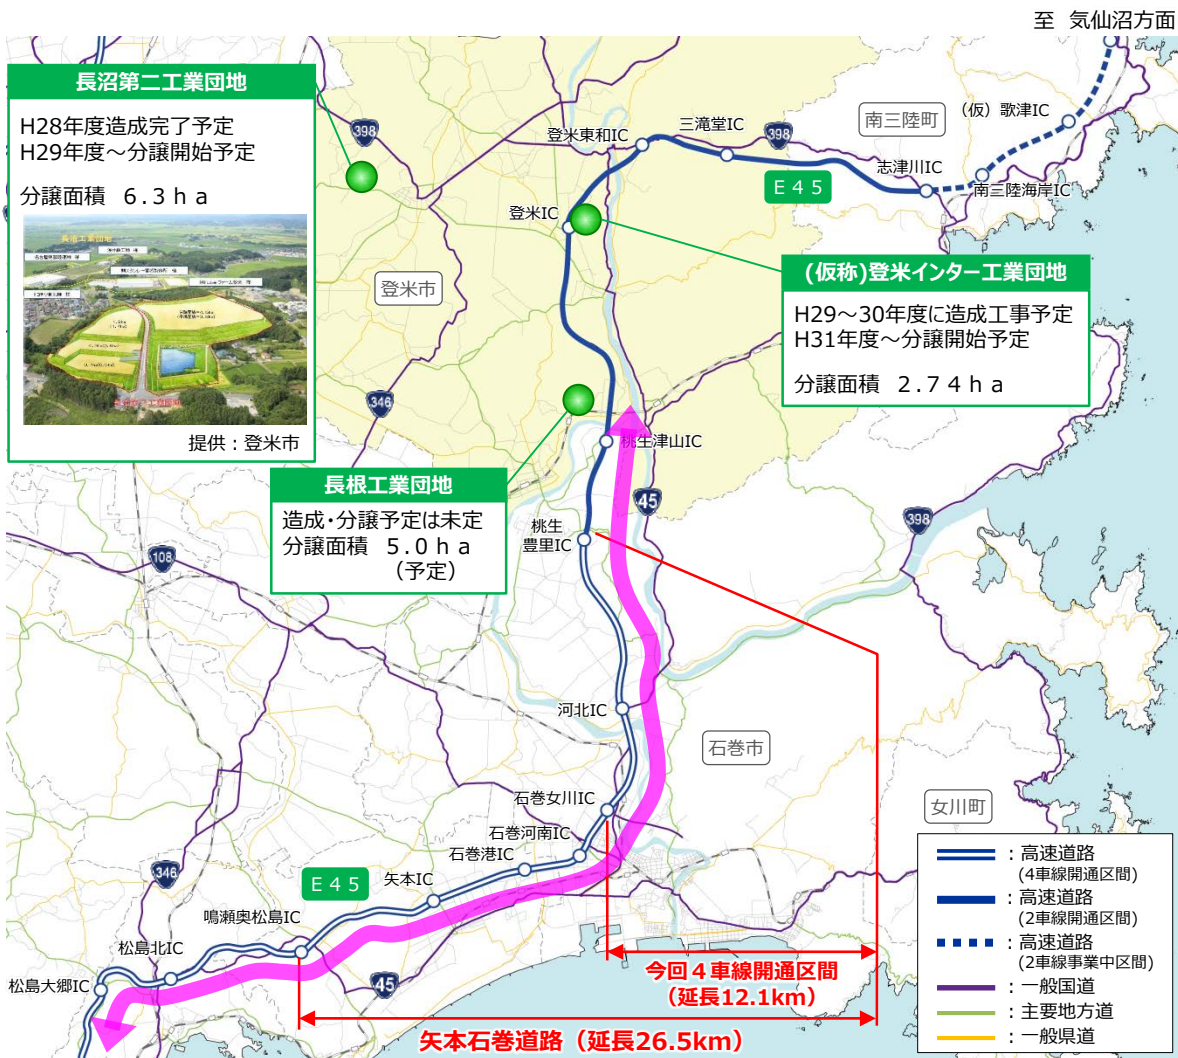 至 気仙沼方面
長沼第二工業団地
H28年度造成完了予定
H29年度～分譲開始予定
分譲面積 6.3ha
長沼工業団地
提供：登米市
398
登米東和IC
三滝堂IC
398
南三陸町
(仮)歌津IC
志津川IC
南三陸海岸IC
E45
登米IC
登米市
(仮称)登米インター工業団地
H29～30年度に造成工事予定
H31年度～分譲開始予定
分譲面積 2.74ha
346
桃生津山IC
長根工業団地
造成・分譲予定は未定
分譲面積 5.0ha
(予定)
45
398
桃生
豊里IC
108
河北IC
石巻市
石巻女川IC
女川町
石巻河南IC
石巻港IC
346
E45
矢本IC
鳴瀬奥松島IC
松島北IC
松島大郷IC
45
今回4車線開通区間
(延長12.1km)
矢本石巻道路(延長26.5km)
：高速道路
(4車線開通区間)
：高速道路
(2車線開通区間)
：高速道路
(2車線事業中区間)
：一般国道
：主要地方道
：一般県道